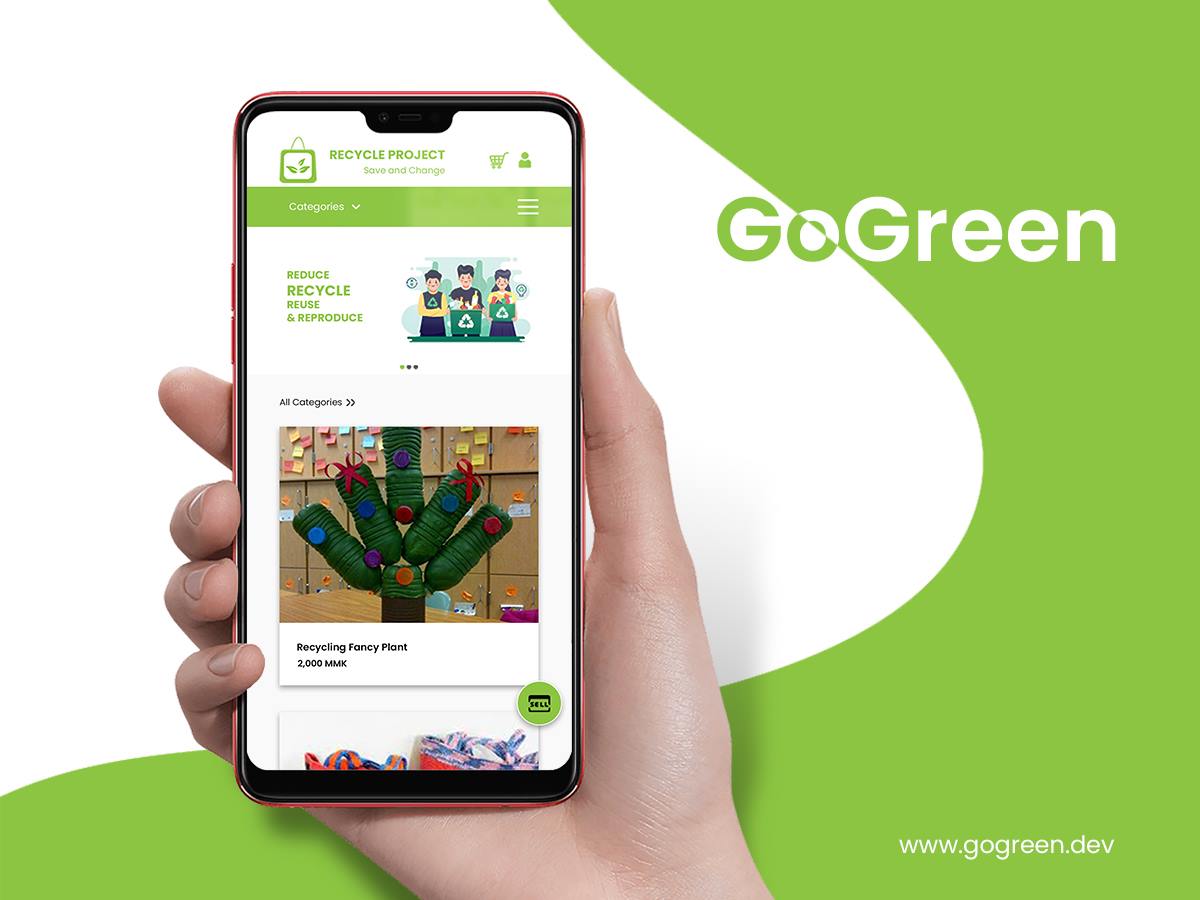 RECYCLE PROJECT
Save and Change
Categories
REDUCE
RECYCLE
REUSE
& REPRODUCE
All Categories
Recycling Fancy Plant
2,000 MMK
SELL
GoGreen
www.gogreen.dev